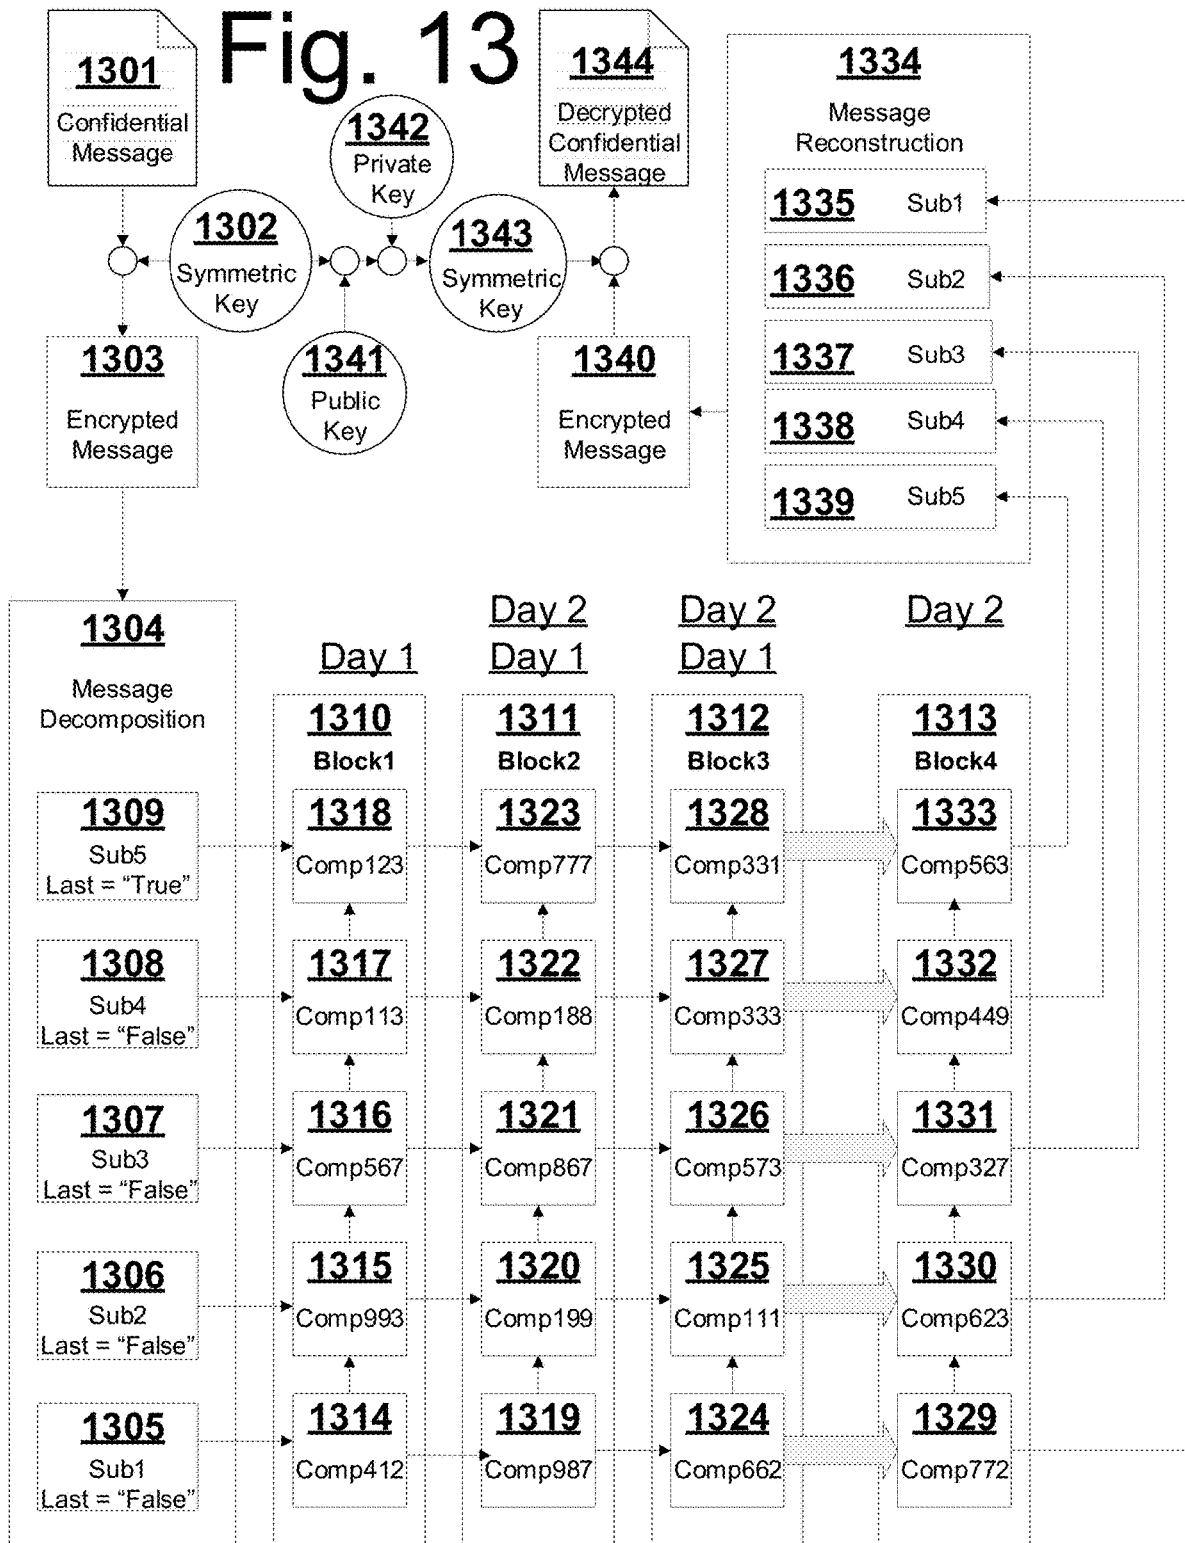 Fig. 13
1301
Confidential
Message
1302
Symmetric
Key
1303
Encrypted
Message
1342
Private
Key
1341
Public
Key
1343
Symmetric
Key
1344
Decrypted
Confidential
Message
1340
Encrypted
Message
1334
Message
Reconstruction
1335 Sub1
1336 Sub2
1337 Sub3
1338 Sub4
1339 Sub5
1304
Message
Decomposition
1309
Sub5
Last = “True”
1308
Sub4
Last = “False”
1307
Sub3
Last = “False”
1306
Sub2
Last = “False”
1305
Sub1
Last = “False”
Day 1
1310
Block1
1318
Comp123
1317
Comp113
1316
Comp567
1315
Comp993
1314
Comp412
Day 2
Day 1
1311
Block2
1323
Comp777
1322
Comp188
1321
Comp867
1320
Comp199
1319
Comp987
Day 2
Day 1
1312
Block3
1328
Comp331
1327
Comp333
1326
Comp573
1325
Comp111
1324
Comp662
Day 2
1313
Block4
1333
Comp563
1332
Comp449
1331
Comp327
1330
Comp623
1329
Comp772